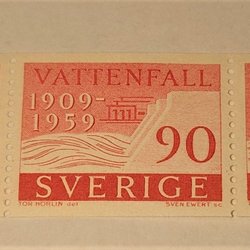 VATTENFALL
1909-
1959
90
SVERIGE
TOR HÖRLIN del SVEN EWERT sc